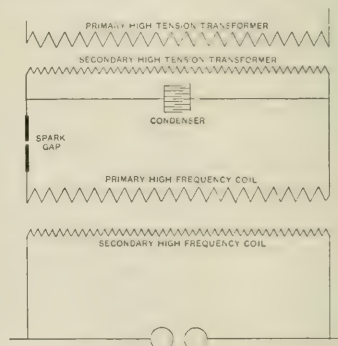 PRIMARY HIGH TENSION TRANSFORMER
SECONDARY HIGH TENSION TRANSFORMER
CONDENSER
SPARK
GAP
PRIMARY HIGH FREQUENCY COIL
SECONDARY HIGH FREQUENCY COIL